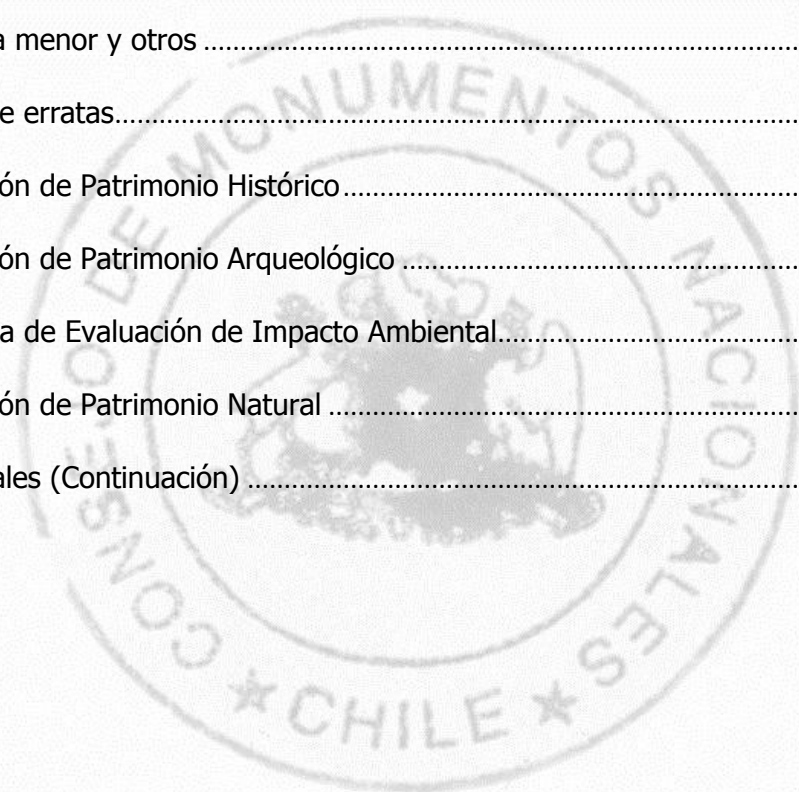 a menor y otros ........................................................
e erratas........................................................
ón de Patrimonio Histórico........................................................
ón de Patrimonio Arqueológico ........................................................
a de Evaluación de Impacto Ambiental........................................................
ón de Patrimonio Natural ........................................................
ales (Continuación) ........................................................
CONSEJO DE MONUMENTOS NACIONALES
* CHILE *